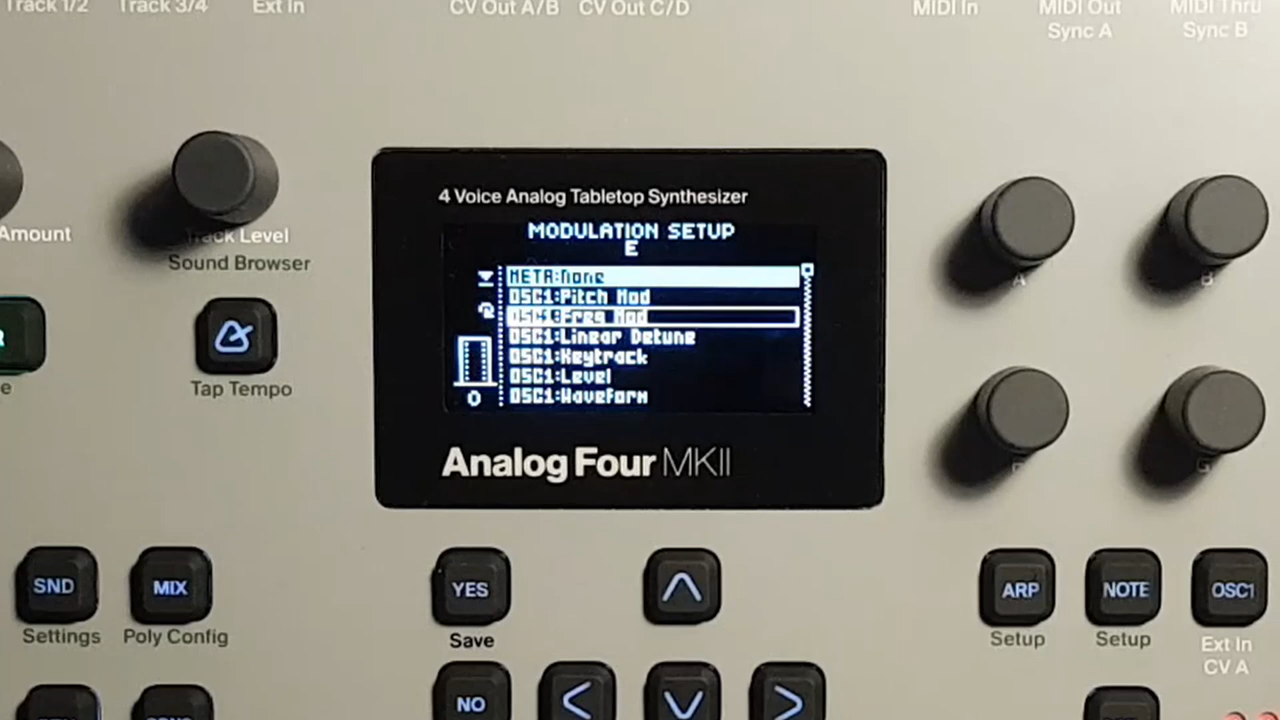 Track 1/2 Track 3/4 Ext In CV Out A/B CV Out C/D MIDI In MIDI Out MIDI Thru
Sync A Sync B
4 Voice Analog Tabletop Synthesizer
Amount Track Level
Sound Browser
MODULATION SETUP
E
META:None
OSC1:Pitch Mod
OSC1:Freq Mod
OSC1:Linear Detune
OSC1:Keytrack
OSC1:Level
OSC1:Waveform
0
A B
Tap Tempo
Analog Four MKII
SND MIX YES ARP NOTE OSC1
Settings Poly Config Save Setup Setup Ext In
CV A
NO